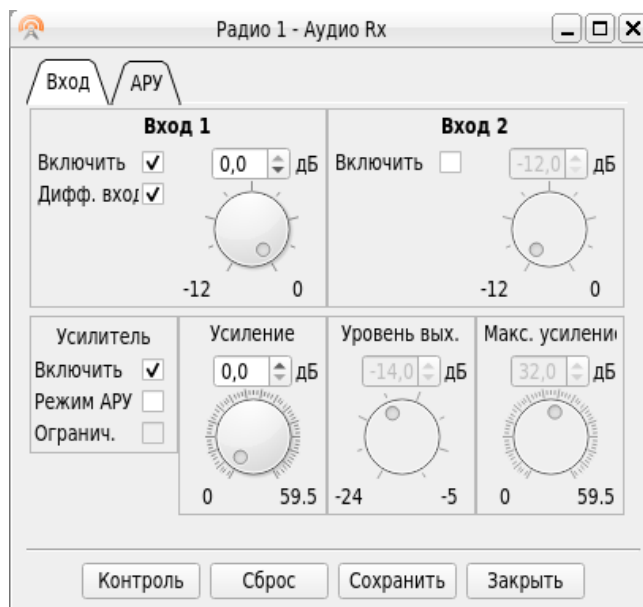 Радио 1 - Аудио Rx
Вход АРУ
Вход 1 Вход 2
Включить 0,0 дБ Включить -12,0 дБ
Дифф. вход
-12 0 -12 0
Усилитель Усиление Уровень вых. Макс. усиление
Включить 0,0 дБ -14,0 дБ 32,0 дБ
Режим АРУ
Огранич.
0 59.5 -24 -5 0 59.5
Контроль Сброс Сохранить Закрыть